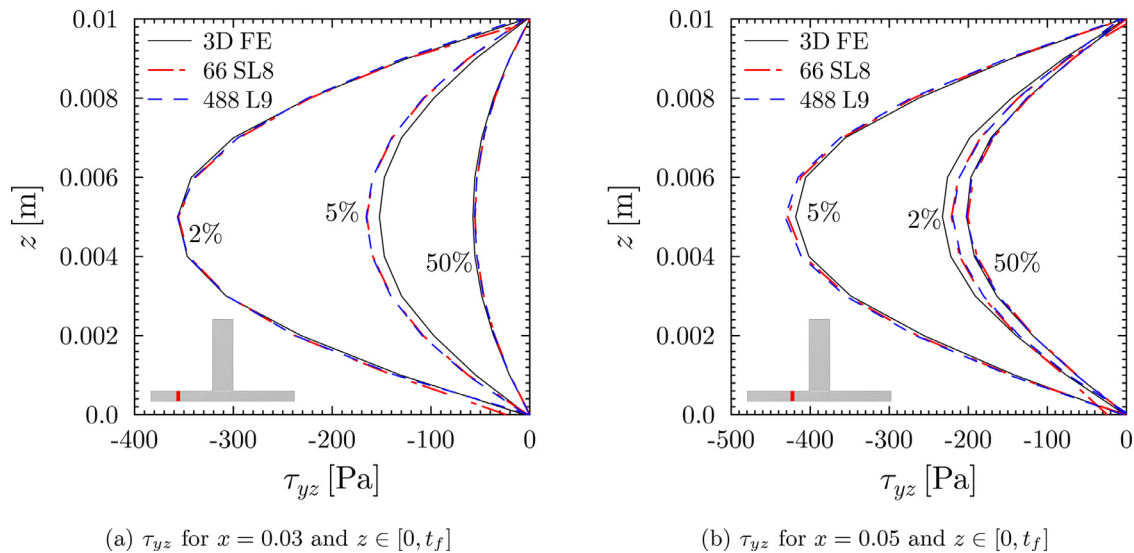 0.01
0.008
0.006
0.004
0.002
0.0
z [m]
3D FE
66 SL8
488 L9
2%
5%
50%
-400 -300 -200 -100 0
τyz [Pa]
(a) τyz for x = 0.03 and z ∈ [0, tf]
0.01
0.008
0.006
0.004
0.002
0.0
z [m]
3D FE
66 SL8
488 L9
5%
2%
50%
-500 -400 -300 -200 -100 0
τyz [Pa]
(b) τyz for x = 0.05 and z ∈ [0, tf]